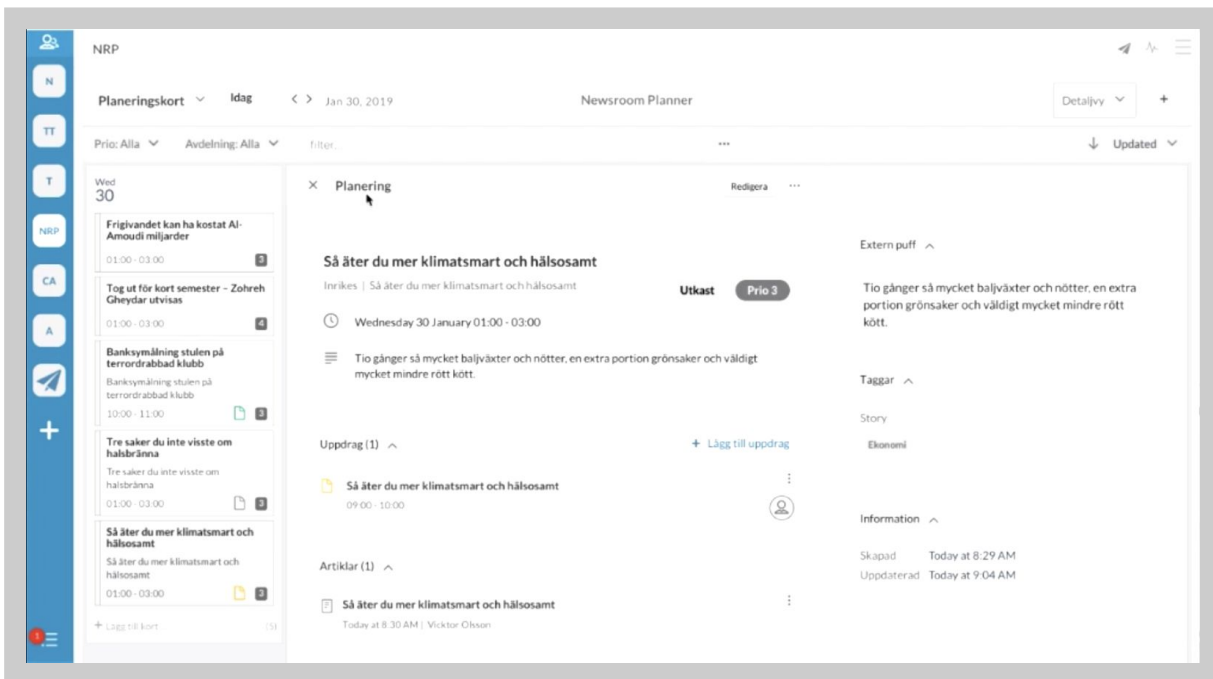 NRP
N
TT
T
NRP
CA
A
1
Planeringskort
Idag
Jan 30, 2019
Newsroom Planner
Detaljvy
+
Prio: Alla
Avdelning: Alla
filter..
...
Updated
Wed
30
Frigivandet kan ha kostat Al-
Amoudi miljarder
01:00 - 03:00
3
Tog ut för kort semester – Zohreh
Gheydar utvisas
01:00 - 03:00
4
Banksymålning stulen på
terrordrabbad klubb
Banksymålning stulen på
terrordrabbad klubb
10:00 - 11:00
3
Tre saker du inte visste om
halsbränna
Tre saker du inte visste om
halsbränna
01:00 - 03:00
3
Så äter du mer klimatsmart och
hälsosamt
Så äter du mer klimatsmart och
hälsosamt
01:00 - 03:00
3
+ Lägg till kort
(5)
Planering
Redigera
Så äter du mer klimatsmart och hälsosamt
Inrikes | Så äter du mer klimatsmart och hälsosamt
Utkast
Prio 3
Wednesday 30 January 01:00 - 03:00
Tio gånger så mycket baljväxter och nötter, en extra portion grönsaker och väldigt
mycket mindre rött kött.
Uppdrag (1)
+ Lägg till uppdrag
Så äter du mer klimatsmart och hälsosamt
09:00 - 10:00
Artiklar (1)
Så äter du mer klimatsmart och hälsosamt
Today at 8:30 AM | Vicktor Olsson
Extern puff
Tio gånger så mycket baljväxter och nötter, en extra
portion grönsaker och väldigt mycket mindre rött
kött.
Taggar
Story
Ekonomi
Information
Skapad Today at 8:29 AM
Uppdaterad Today at 9:04 AM